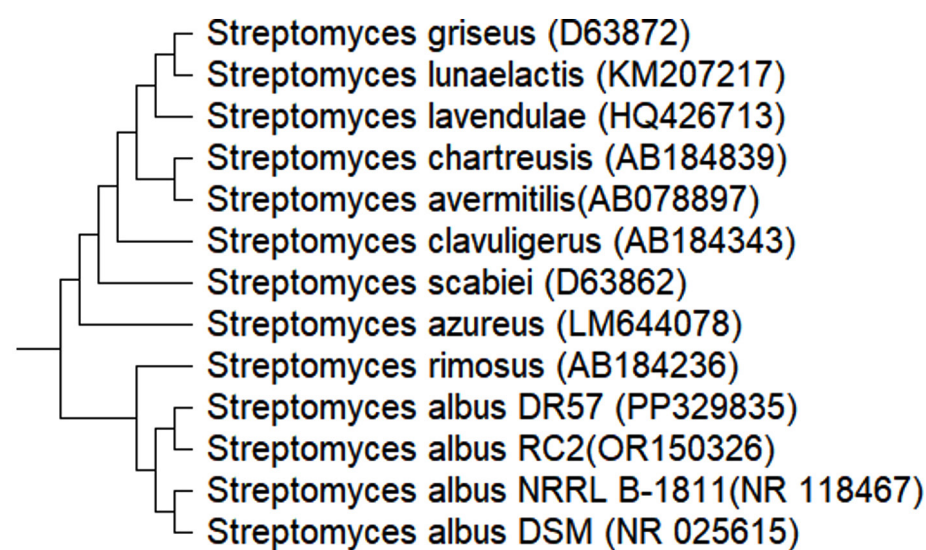 Streptomyces griseus (D63872)
Streptomyces lunaelactis (KM207217)
Streptomyces lavendulae (HQ426713)
Streptomyces chartreusis (AB184839)
Streptomyces avermitilis(AB078897)
Streptomyces clavuligerus (AB184343)
Streptomyces scabiei (D63862)
Streptomyces azureus (LM644078)
Streptomyces rimosus (AB184236)
Streptomyces albus DR57 (PP329835)
Streptomyces albus RC2(OR150326)
Streptomyces albus NRRL B-1811(NR 118467)
Streptomyces albus DSM (NR 025615)